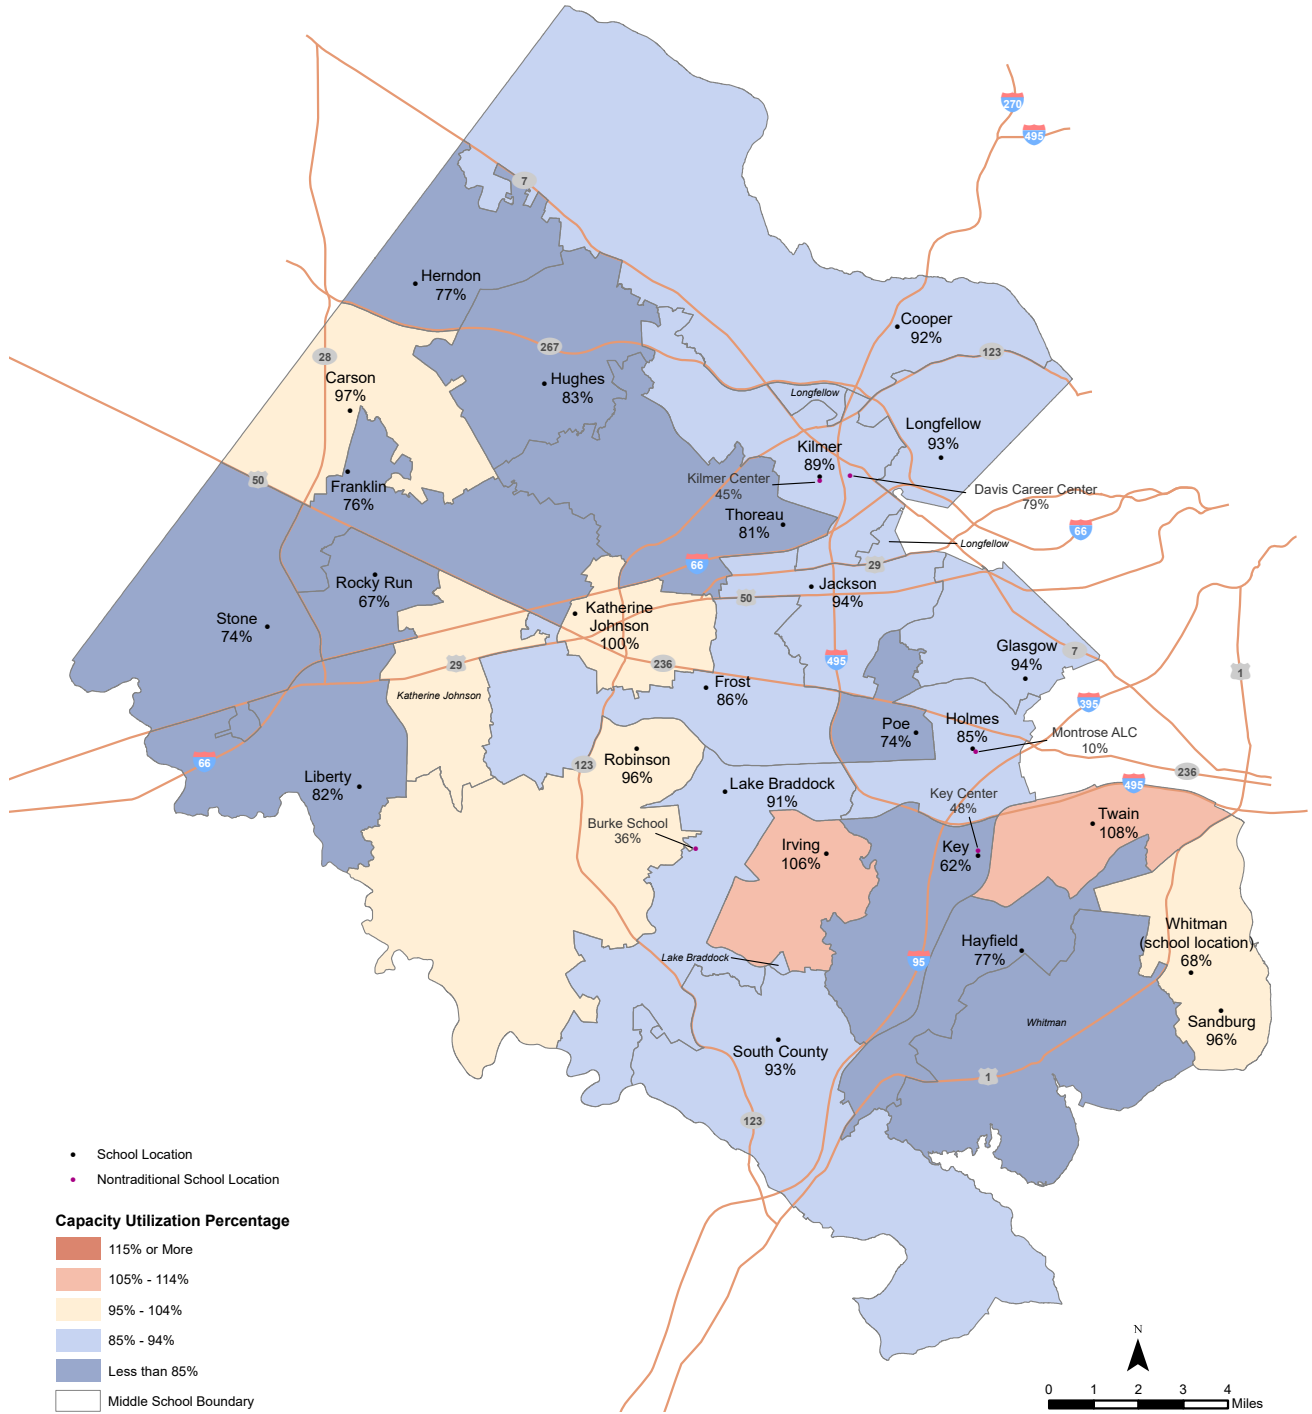 270
495
7
Herndon
77%
Cooper
92%
267
123
28
Carson
97%
Hughes
83%
Longfellow
Longfellow
93%
Kilmer
89%
Kilmer Center
45%
Davis Career Center
79%
50
Franklin
76%
Thoreau
81%
66
Longfellow
66
29
Rocky Run
67%
Jackson
94%
50
Katherine
Johnson
100%
Stone
74%
Glasgow
94%
7
29
236
495
1
Katherine Johnson
Frost
86%
395
Poe
74%
Holmes
85%
Montrose ALC
10%
66
123
Robinson
96%
236
Liberty
82%
Lake Braddock
91%
Key Center
48%
495
Twain
108%
Burke School
36%
Irving
106%
Key
62%
Whitman
(school location)
68%
Hayfield
77%
Lake Braddock
95
Whitman
Sandburg
96%
South County
93%
1
123
School Location
Nontraditional School Location
Capacity Utilization Percentage
115% or More
105% - 114%
95% - 104%
85% - 94%
Less than 85%
Middle School Boundary
N
0 1 2 3 4
Miles